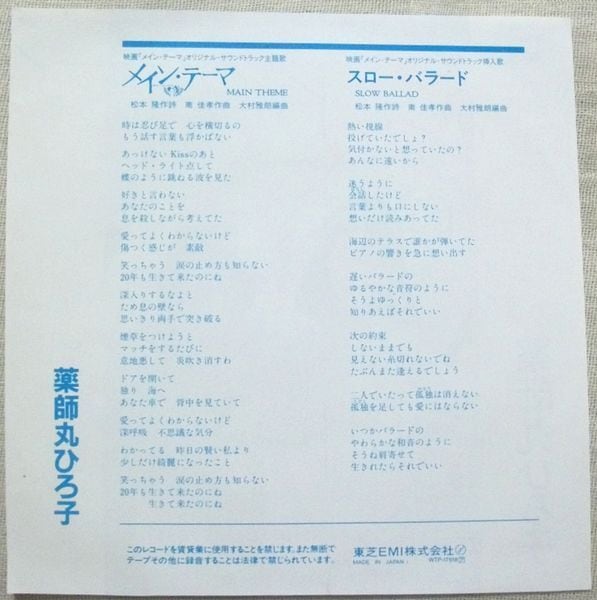 映画「メイン・テーマ」オリジナル・サウンドトラック主題歌
メイン・テーマ
MAIN THEME
松本 隆作詩 南 佳孝作曲 大村雅朗編曲
時は忍び足で 心を横切るの
もう話す言葉も浮かばない
あっけない Kissのあと
ヘッド・ライト点して
蝶のように跳ねる波を見た
好きと言わない
あなたのことを
息を殺しながら考えてた
愛ってよくわからないけど
傷つく感じが 素敵
笑っちゃう 涙の止め方も知らない
20年も生きて来たのにね
深入りするなよと
ため息の壁なら
思いきり両手で突き破る
煙草をつけようと
マッチをするたびに
意地悪して 炎吹き消すわ
ドアを開いて
独り 海へ
あなた車で 背中を見ていて
愛ってよくわからないけど
深呼吸 不思議な気分
わかってる 昨日の賢い私より
少しだけ綺麗になったこと
笑っちゃう 涙の止め方も知らない
20年も生きて来たのにね
生きて来たのにね
映画「メイン・テーマ」オリジナル・サウンドトラック挿入歌
スロー・バラード
SLOW BALLAD
松本 隆作詩 南 佳孝作曲 大村雅朗編曲
熱い視線
投げていたでしょ?
気付かないと想っていたの?
あんなに遠いから
迷うように
会話したけど
言葉よりも口にしない
想いだけ読みあってた
海辺のテラスで誰かが弾いてた
ピアノの響きを急に想い出す
遅いバラードの
ゆるやかな音符のように
そうよゆっくりと
知りあえばそれでいい
次の約束
しないままでも
見えない糸切れないでね
たぶんまた逢えるでしょう
二人でいたって孤独は消えない
孤独を足しても愛にはならない
いつかバラードの
やわらかな和音のように
そうね肩寄せて
生きれたらそれでいい
薬師丸ひろ子
このレコードを賃貸業に使用することを禁じます。また無断で
テープその他に録音することは法律で禁じられています。
東芝EMI株式会社
MADE IN JAPAN